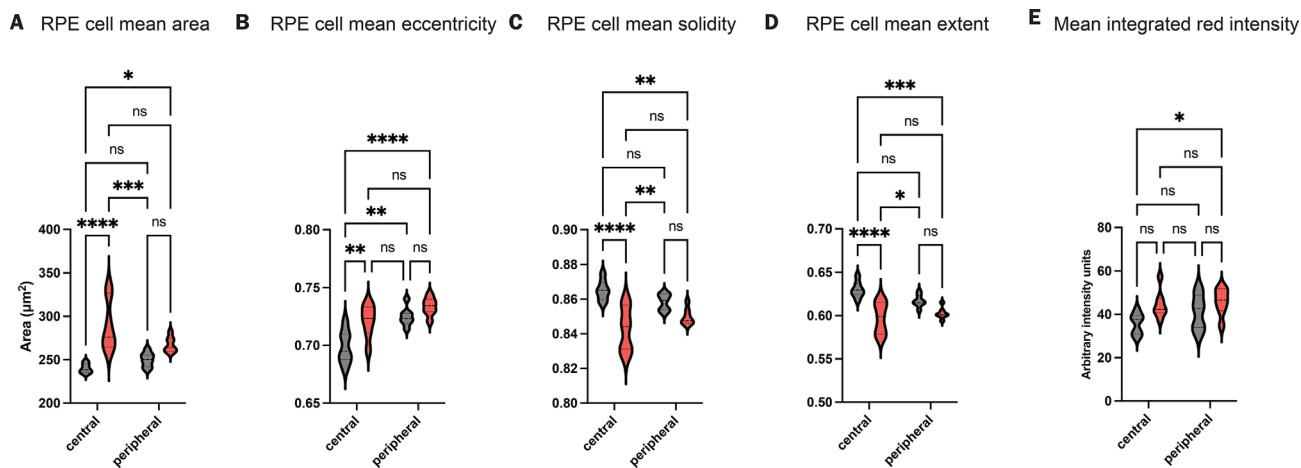 A RPE cell mean area
****
ns
ns
***
*
ns
Area (µm²)
400
350
300
250
200
central
peripheral
B RPE cell mean eccentricity
****
ns
**
**
ns
ns
0.80
0.75
0.70
0.65
central
peripheral
C RPE cell mean solidity
**
ns
ns
**
****
ns
0.90
0.88
0.86
0.84
0.82
0.80
central
peripheral
D RPE cell mean extent
***
ns
ns
*
****
ns
0.70
0.65
0.60
0.55
0.50
central
peripheral
E Mean integrated red intensity
*
ns
ns
ns
ns
ns
Arbitrary intensity units
80
60
40
20
0
central
peripheral